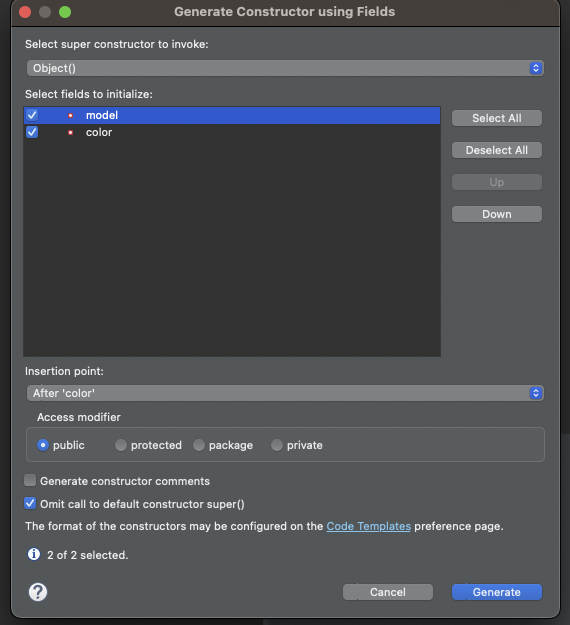 Generate Constructor using Fields
Select super constructor to invoke:
Object()
Select fields to initialize:
model
color
Select All
Deselect All
Up
Down
Insertion point:
After 'color'
Access modifier
public protected package private
Generate constructor comments
Omit call to default constructor super()
The format of the constructors may be configured on the Code Templates preference page.
i 2 of 2 selected.
? Cancel Generate